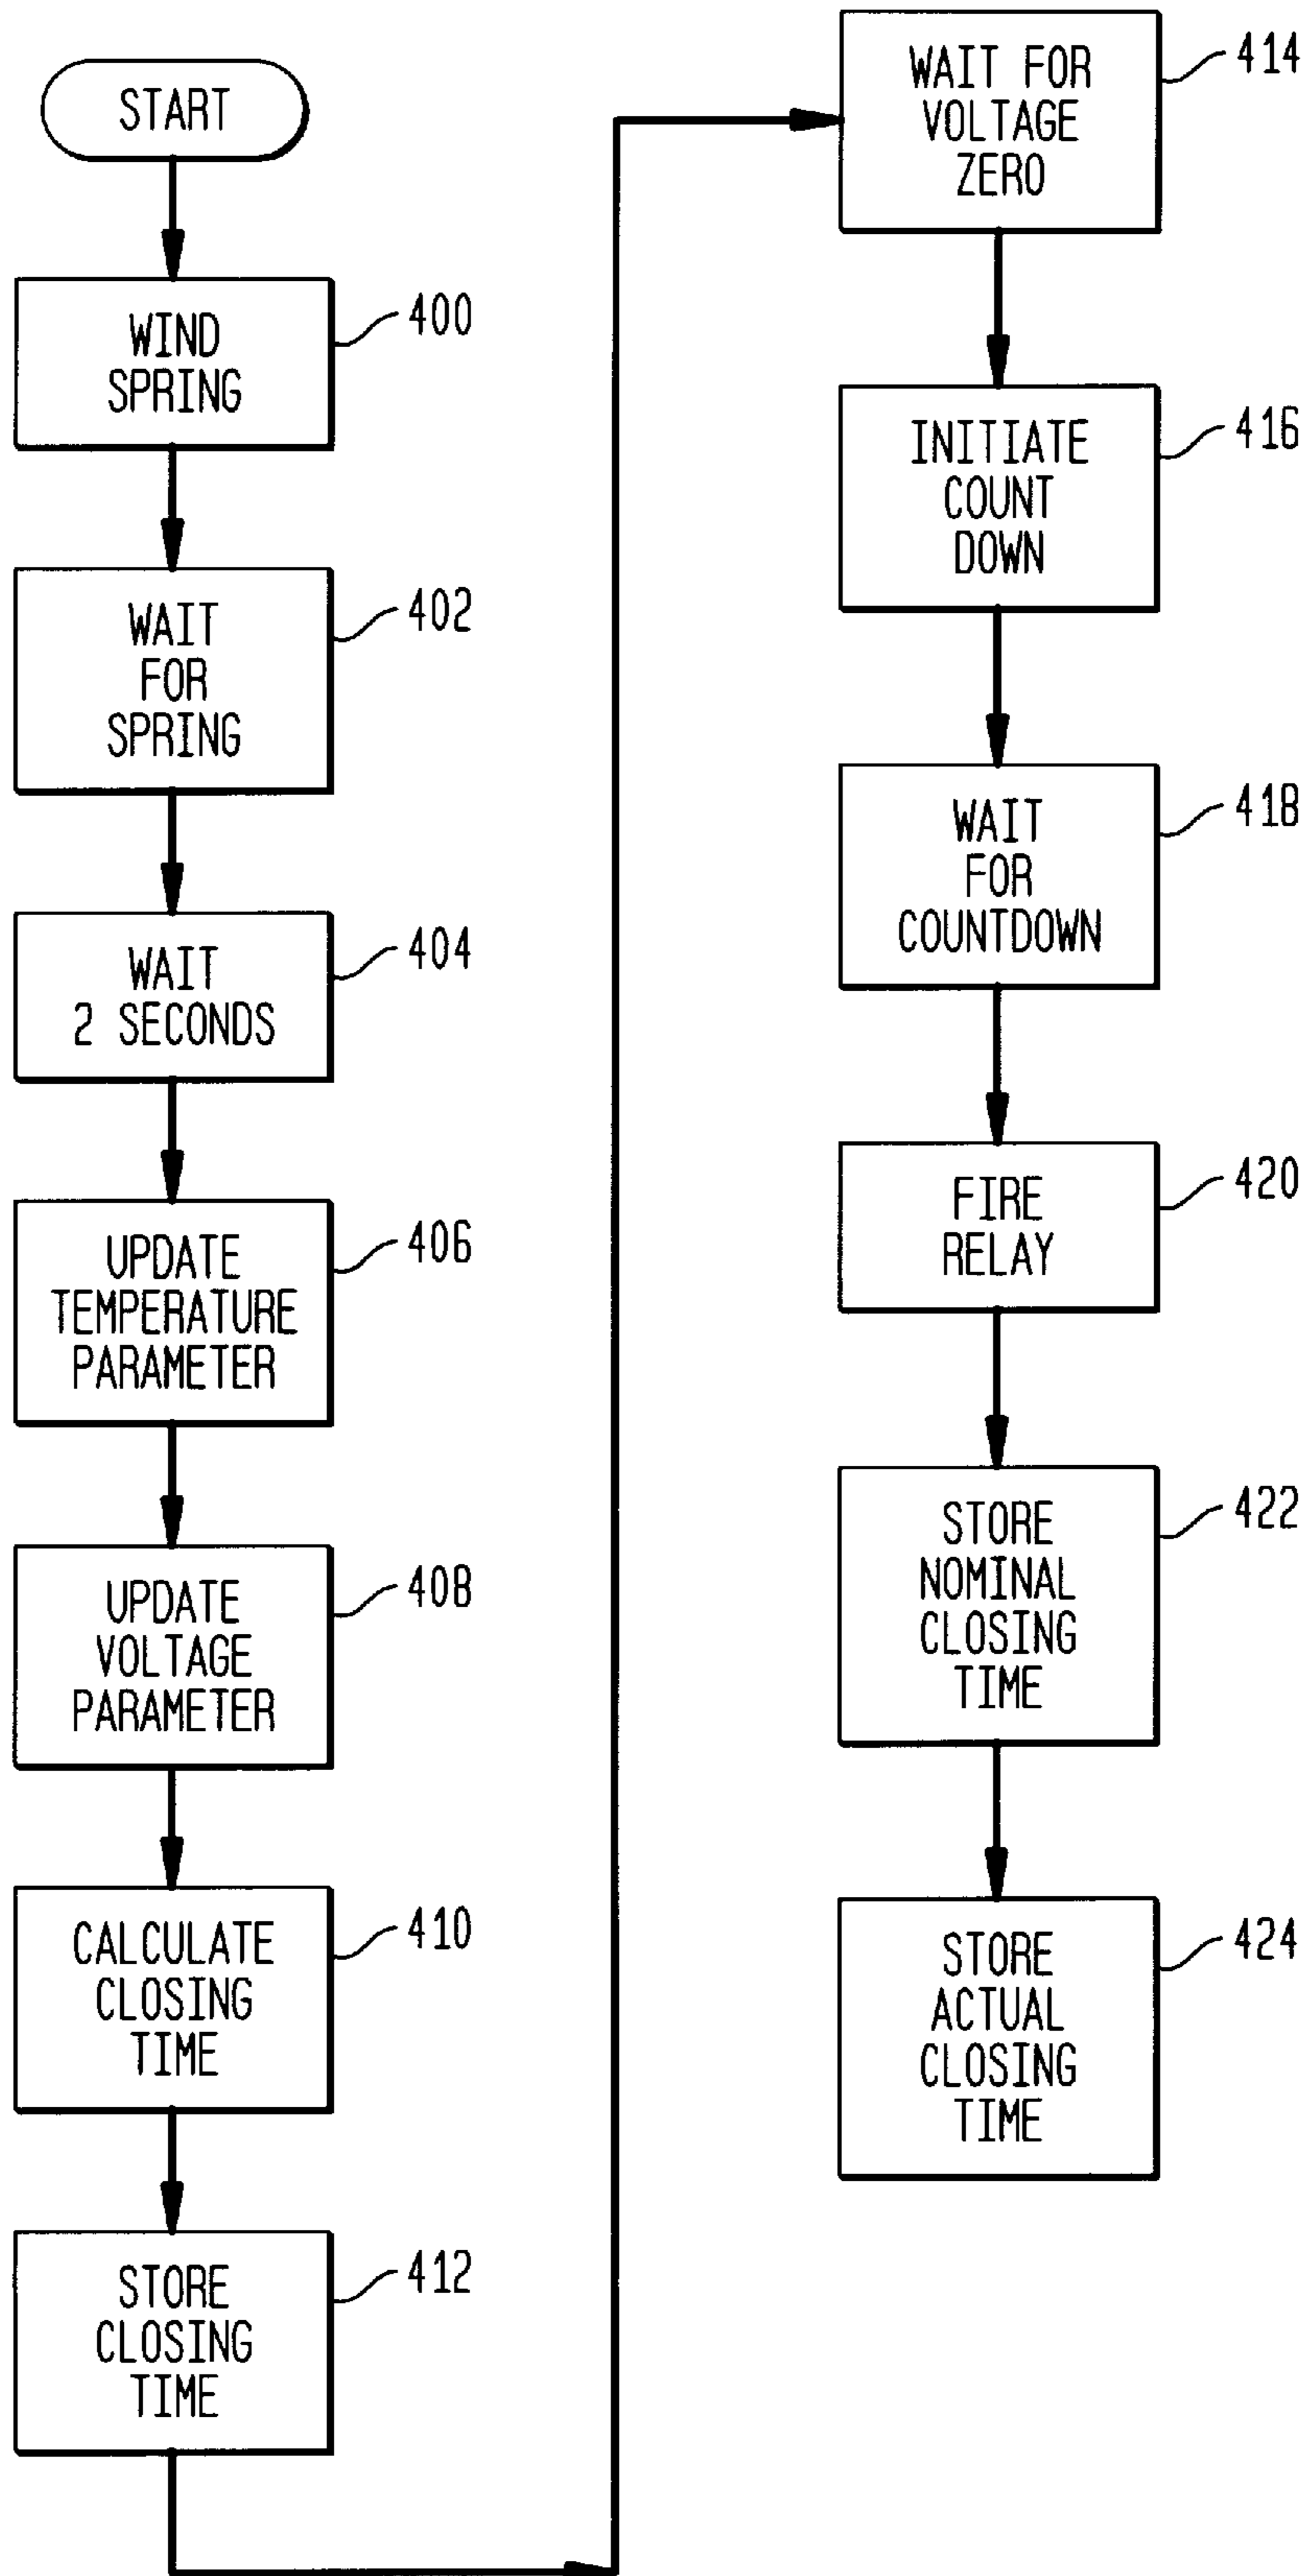 START
WIND
SPRING
400
WAIT
FOR
SPRING
402
WAIT
2 SECONDS
404
UPDATE
TEMPERATURE
PARAMETER
406
UPDATE
VOLTAGE
PARAMETER
408
CALCULATE
CLOSING
TIME
410
STORE
CLOSING
TIME
412
WAIT FOR
VOLTAGE
ZERO
414
INITIATE
COUNT
DOWN
416
WAIT
FOR
COUNTDOWN
418
FIRE
RELAY
420
STORE
NOMINAL
CLOSING
TIME
422
STORE
ACTUAL
CLOSING
TIME
424